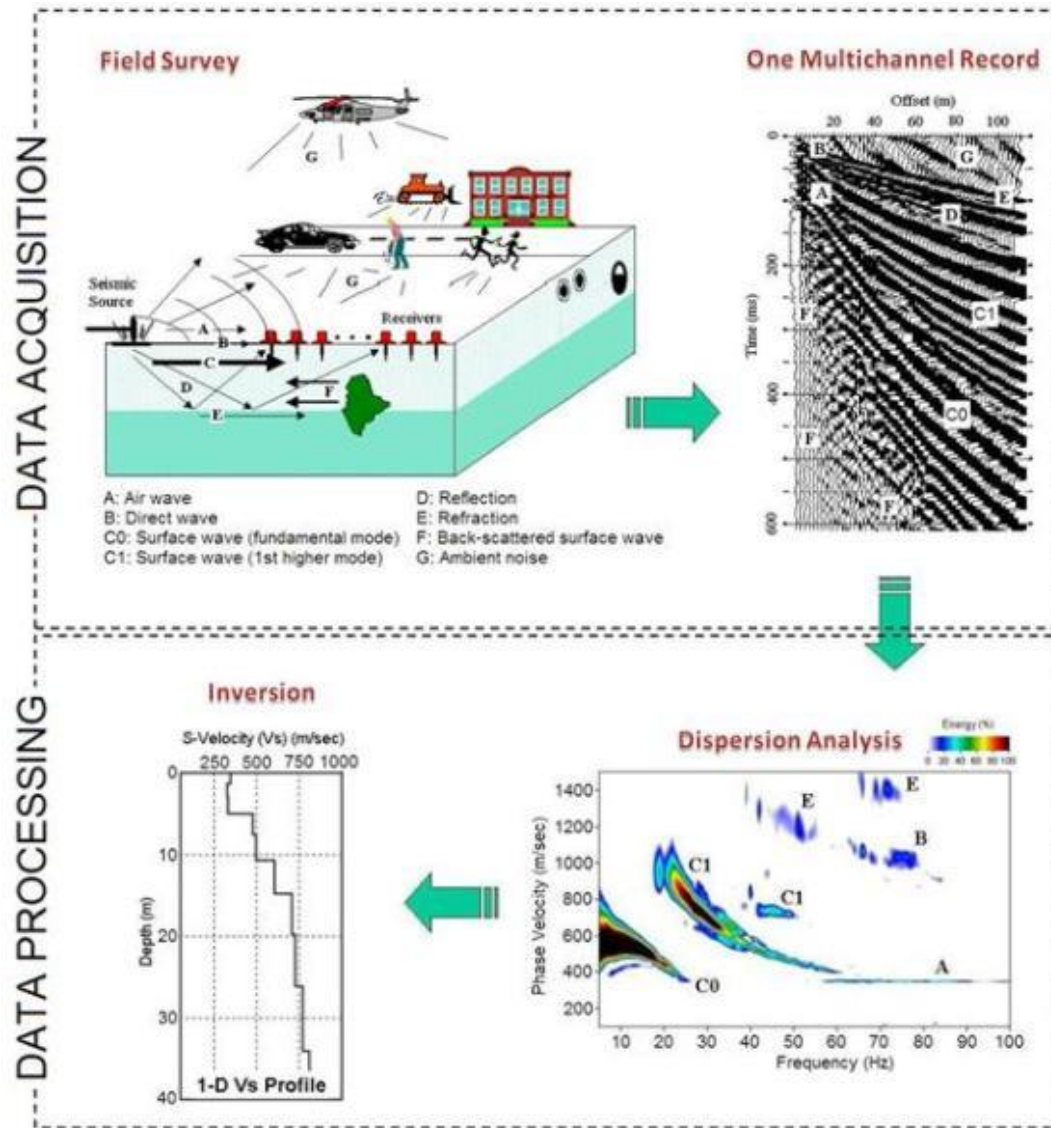 DATA ACQUISITION
Field Survey
G
G
Seismic
Source
Receivers
A
B
C
D
E
F
A: Air wave
B: Direct wave
C0: Surface wave (fundamental mode)
C1: Surface wave (1st higher mode)
D: Reflection
E: Refraction
F: Back-scattered surface wave
G: Ambient noise
One Multichannel Record
Offset (m)
20 40 60 80 100
Time (ms)
0
200
400
600
B
G
A
E
D
F
C1
C0
F
F
DATA PROCESSING
Inversion
S-Velocity (Vs) (m/sec)
250 500 750 1000
Depth (m)
0
10
20
30
40
1-D Vs Profile
Dispersion Analysis
Energy (%)
0 20 40 60 80 100
Phase Velocity (m/sec)
1400
1200
1000
800
600
400
200
E
E
B
C1
C1
A
C0
10 20 30 40 50 60 70 80 90 100
Frequency (Hz)